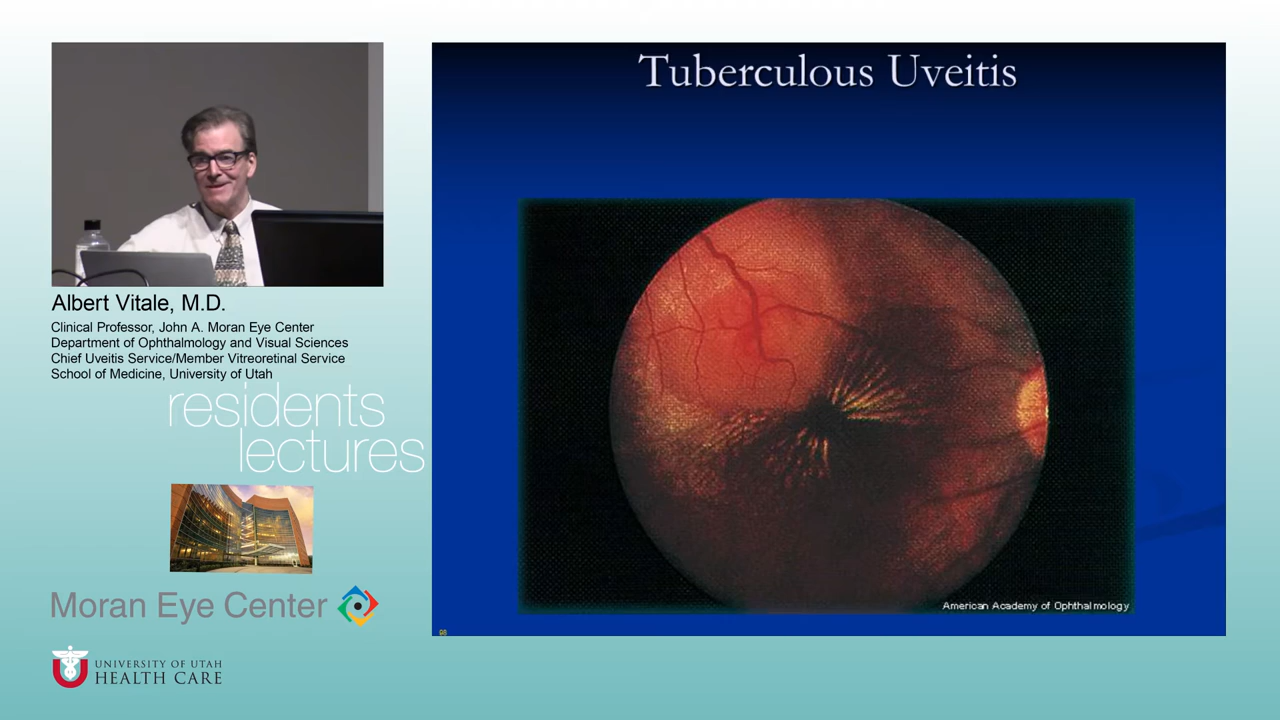 Tuberculous Uveitis
American Academy of Ophthalmology
98
Albert Vitale, M.D.
Clinical Professor, John A. Moran Eye Center
Department of Ophthalmology and Visual Sciences
Chief Uveitis Service/Member Vitreoretinal Service
School of Medicine, University of Utah
residents
lectures
Moran Eye Center
UNIVERSITY OF UTAH
HEALTH CARE